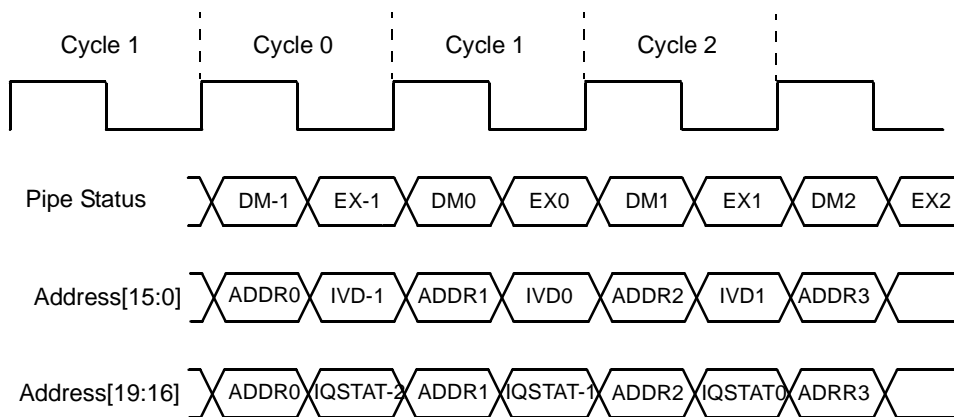 Cycle 1 Cycle 0 Cycle 1 Cycle 2
Pipe Status DM-1 EX-1 DM0 EX0 DM1 EX1 DM2 EX2
Address[15:0] ADDR0 IVD-1 ADDR1 IVD0 ADDR2 IVD1 ADDR3
Address[19:16] ADDR0 IQSTAT-2 ADDR1 IQSTAT-1 ADDR2 IQSTAT0 ADRR3